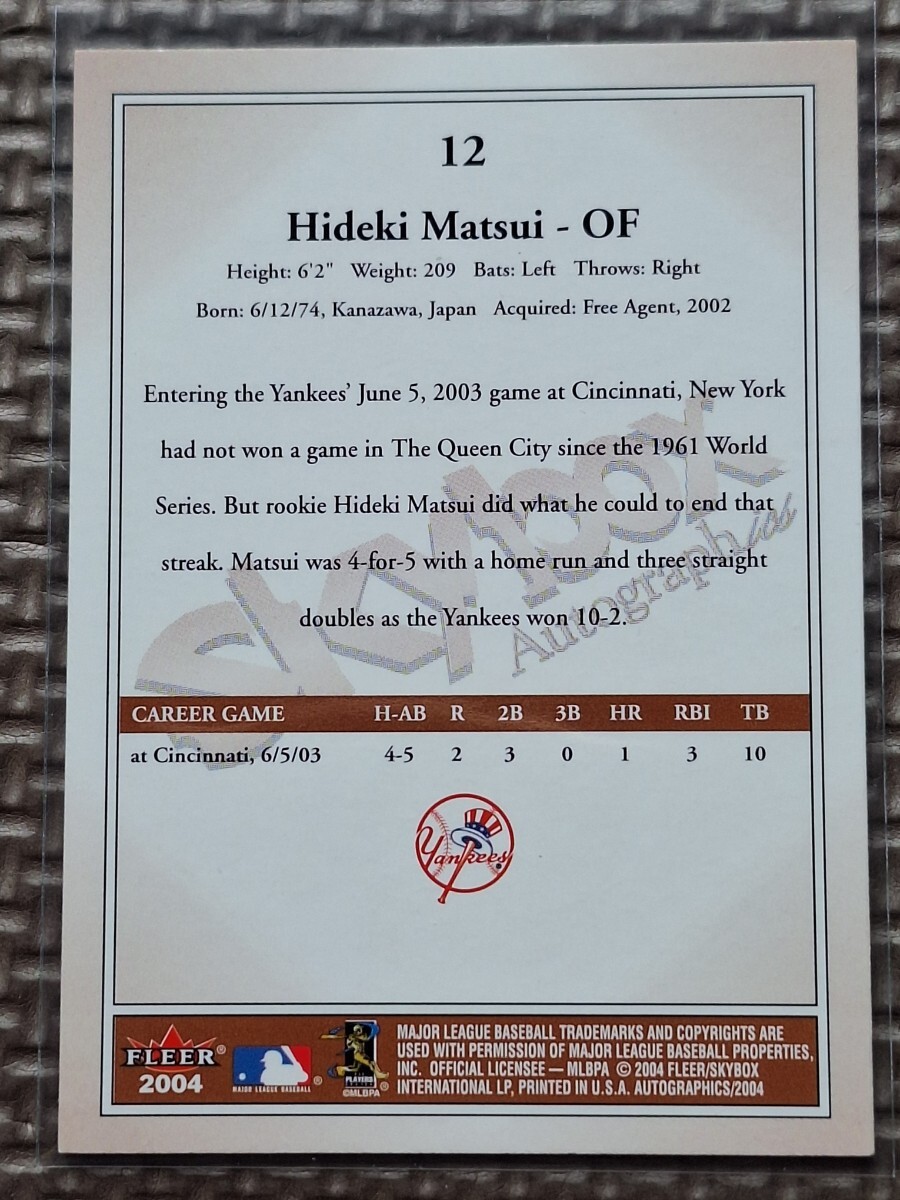 12
Hideki Matsui - OF
Height: 6'2" Weight: 209 Bats: Left Throws: Right
Born: 6/12/74, Kanazawa, Japan Acquired: Free Agent, 2002
Entering the Yankees' June 5, 2003 game at Cincinnati, New York
had not won a game in The Queen City since the 1961 World
Series. But rookie Hideki Matsui did what he could to end that
streak. Matsui was 4-for-5 with a home run and three straight
doubles as the Yankees won 10-2.
Skybox
Autographics
CAREER GAME H-AB R 2B 3B HR RBI TB
at Cincinnati, 6/5/03 4-5 2 3 0 1 3 10
Yankees
FLEER®
2004
MAJOR LEAGUE BASEBALL ®
PLAYERS
©MLBPA ®
MAJOR LEAGUE BASEBALL TRADEMARKS AND COPYRIGHTS ARE
USED WITH PERMISSION OF MAJOR LEAGUE BASEBALL PROPERTIES,
INC. OFFICIAL LICENSEE — MLBPA © 2004 FLEER/SKYBOX
INTERNATIONAL LP, PRINTED IN U.S.A. AUTOGRAPHICS/2004